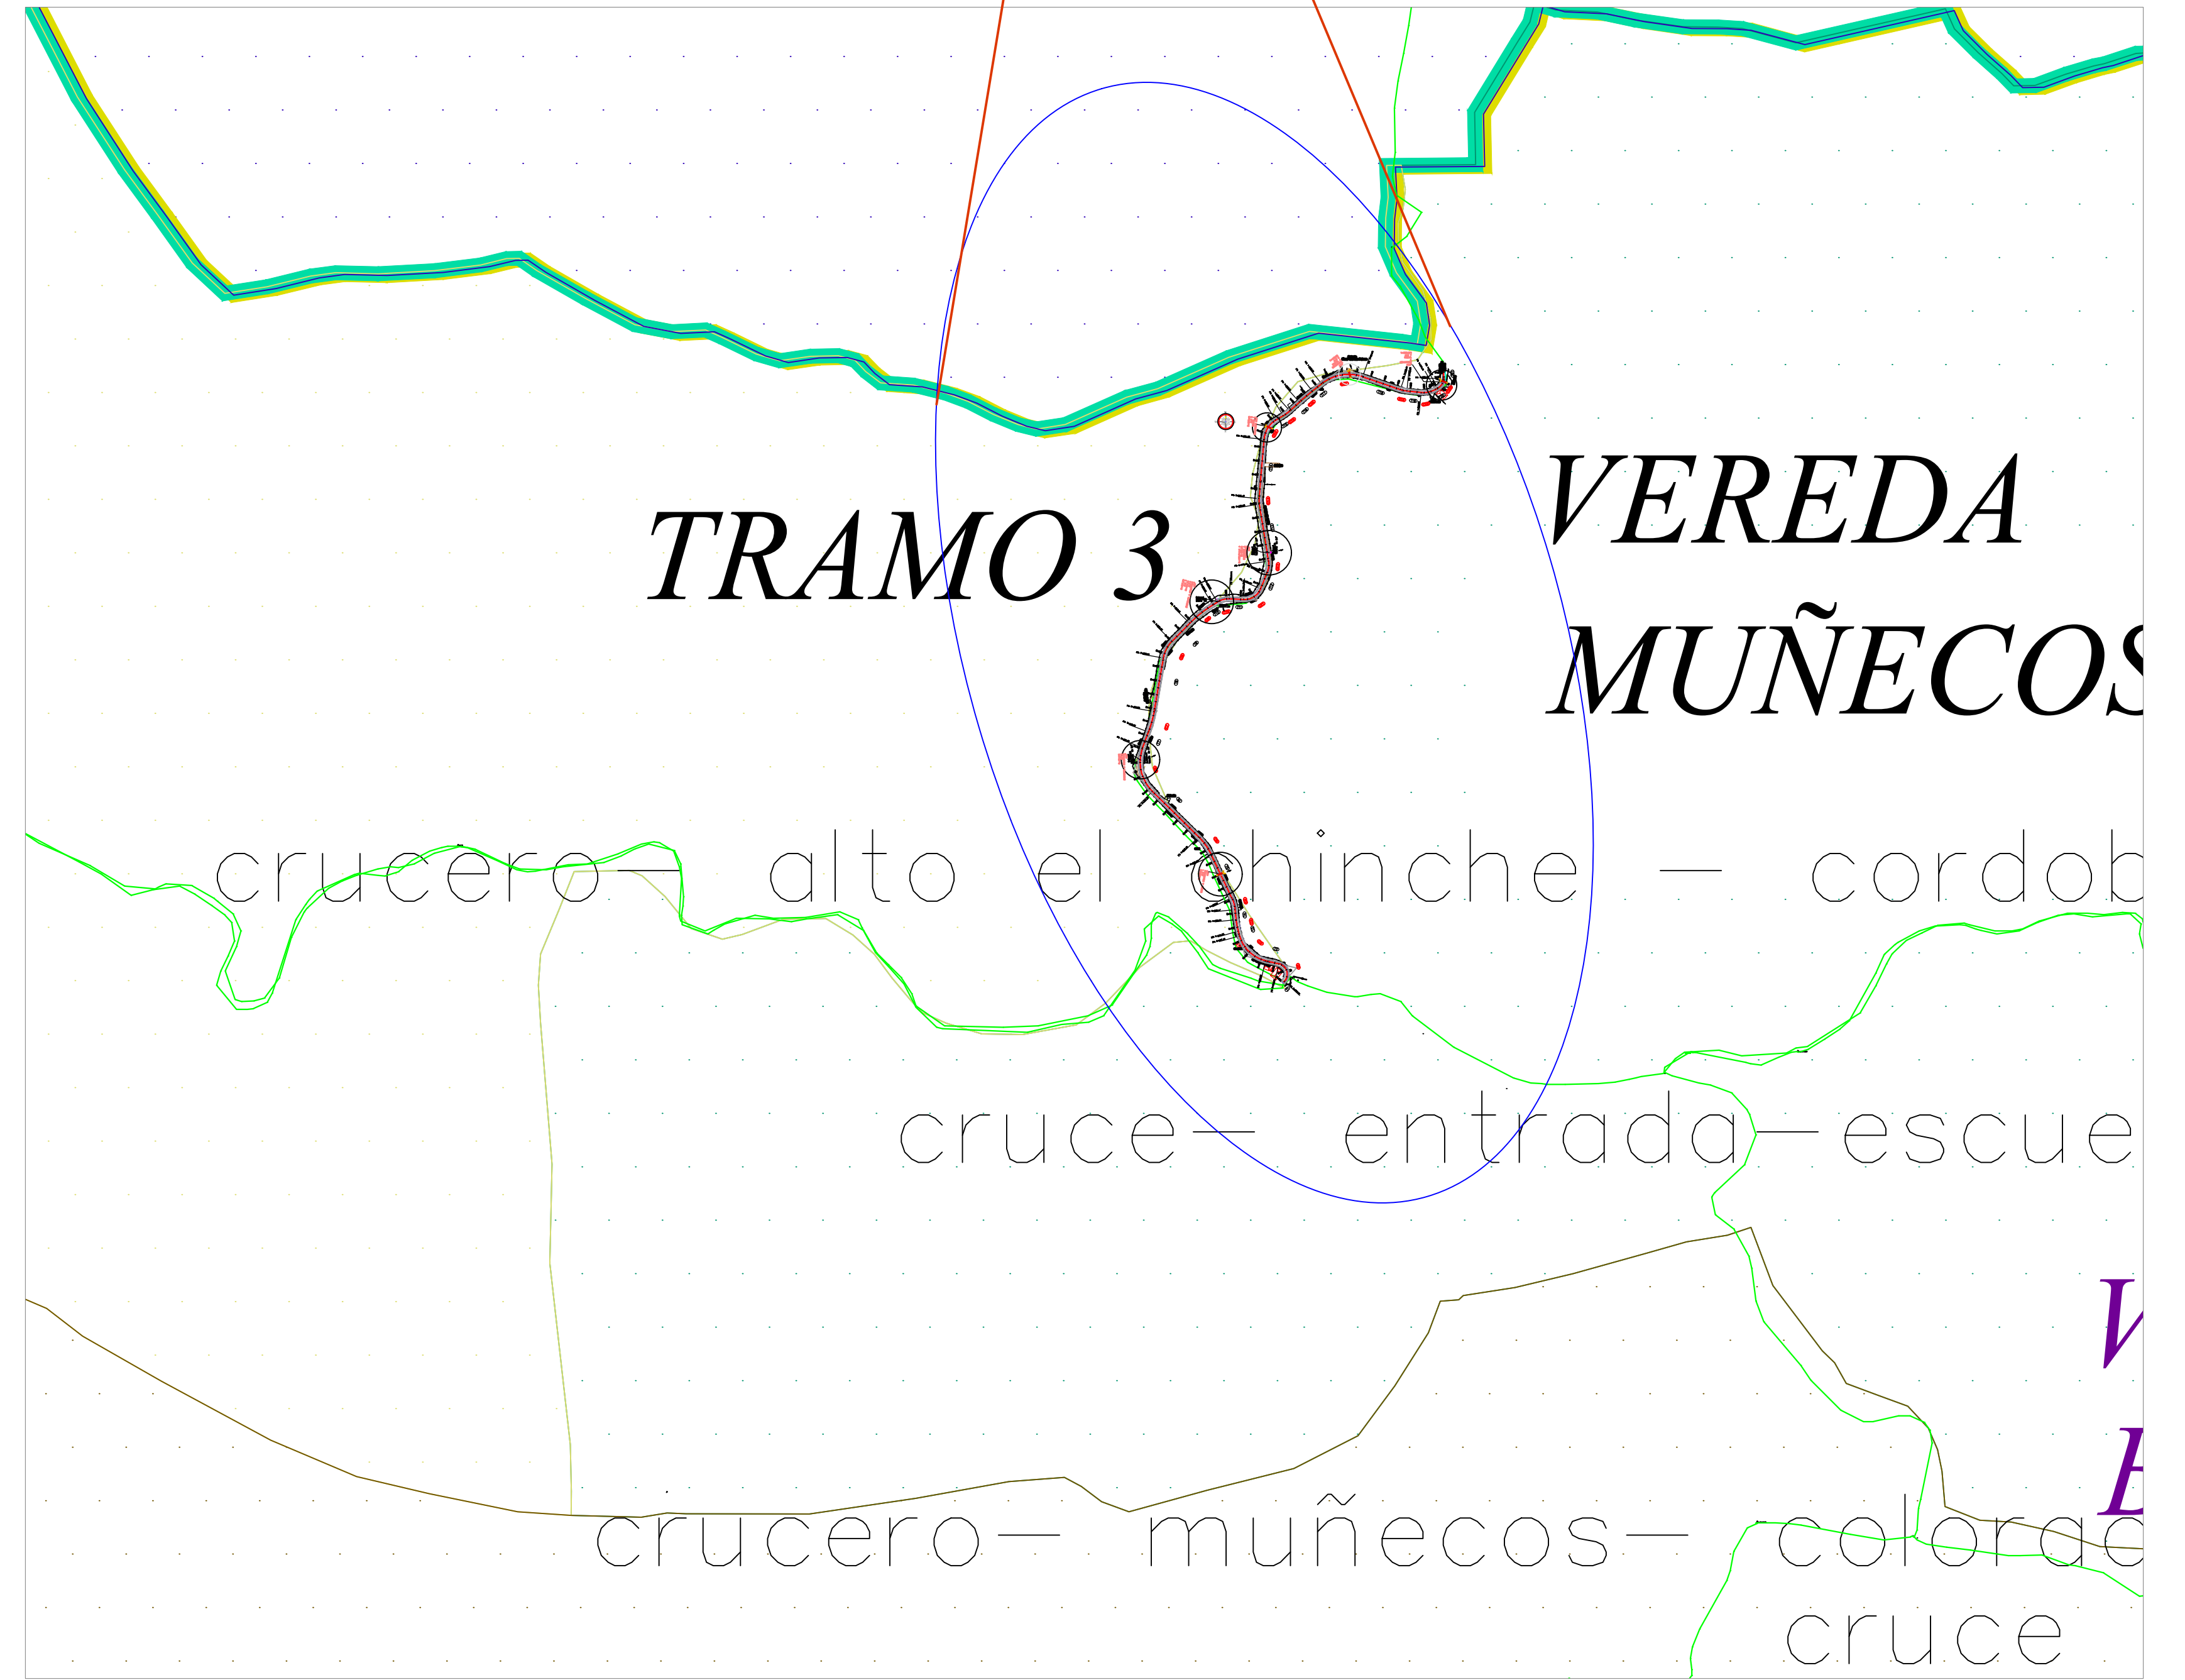 VEREDA
TRAMO 3
MUÑECOS
crucero— alto el chinche — cordob
cruce— entrada—escue
V
crucero— muñecos— colorad
cruce